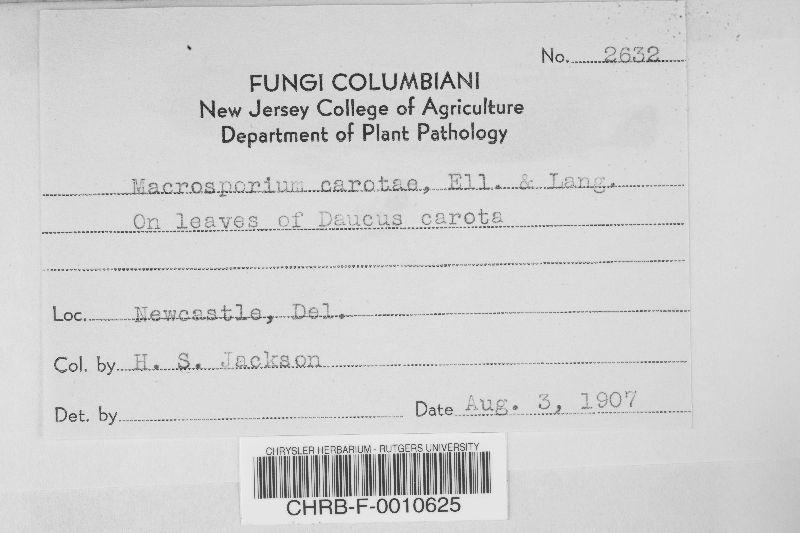 No. 2632
FUNGI COLUMBIANI
New Jersey College of Agriculture
Department of Plant Pathology
Macrosporium carotae, Ell. & Lang.
On leaves of Daucus carota
Loc. Newcastle, Del.
Col. by H. S. Jackson
Det. by
Date Aug. 3, 1907
CHRYSLER HERBARIUM - RUTGERS UNIVERSITY
CHRB-F-0010625